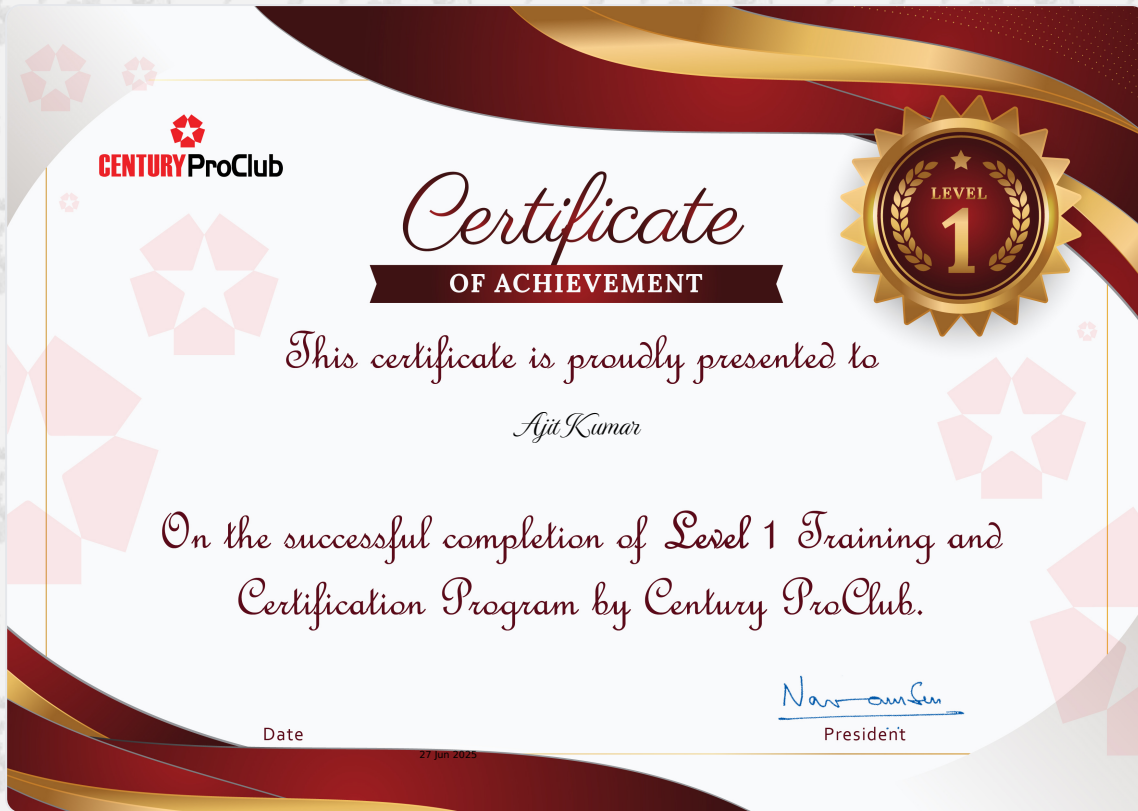 CENTURY ProClub
LEVEL
1
Certificate
OF ACHIEVEMENT
This certificate is proudly presented to
Ajit Kumar
On the successful completion of Level 1 Training and
Certification Program by Century ProClub.
Date
President
27 Jun 2025